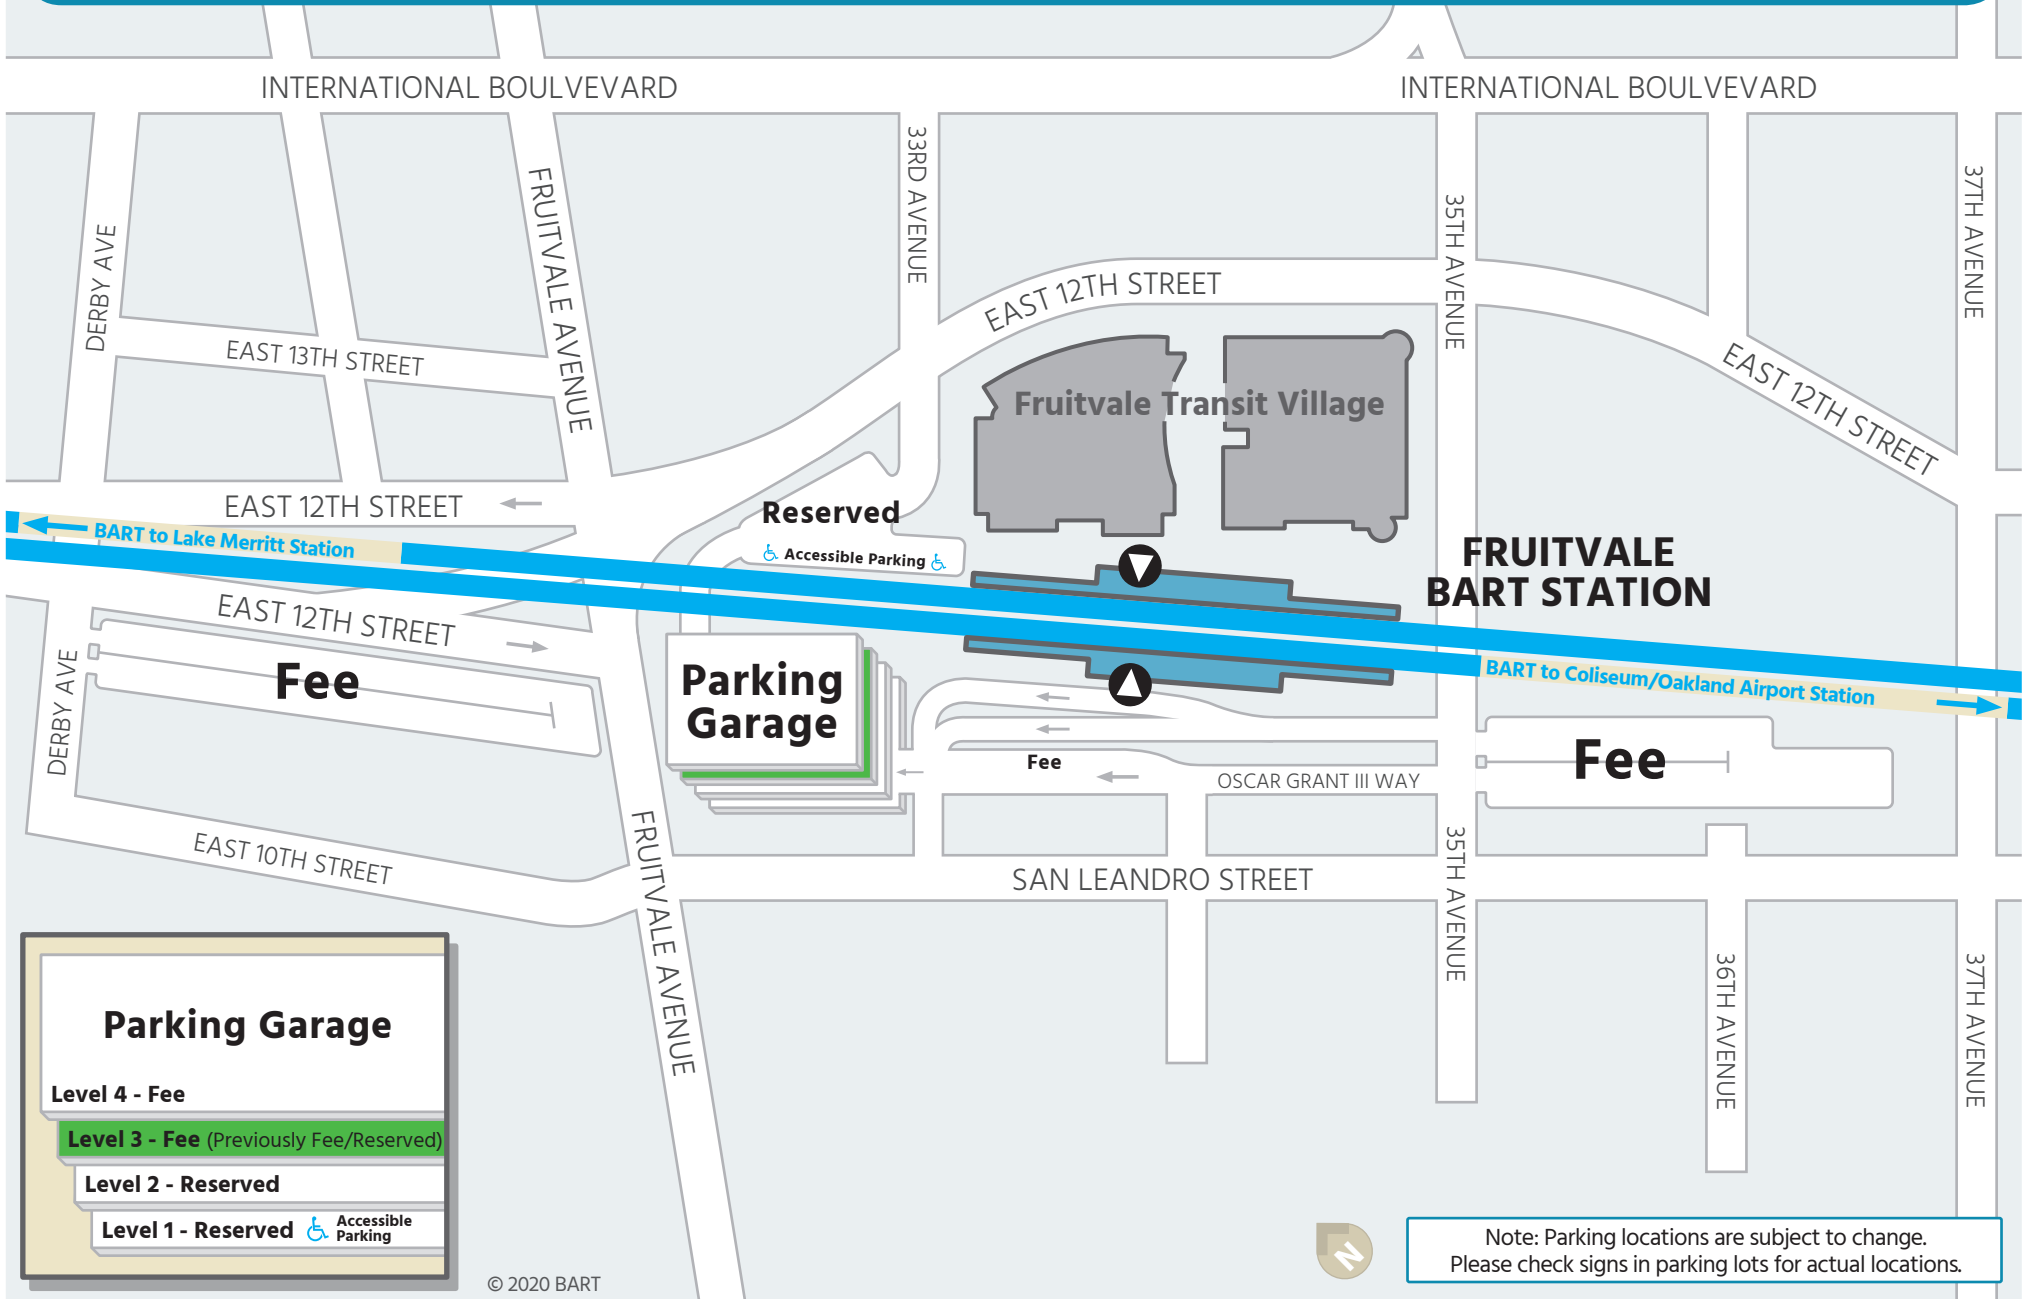 INTERNATIONAL BOULVEVARD
INTERNATIONAL BOULVEVARD
DERBY AVE
FRUITVALE AVENUE
33RD AVENUE
35TH AVENUE
37TH AVENUE
EAST 13TH STREET
EAST 12TH STREET
EAST 12TH STREET
Fruitvale Transit Village
EAST 12TH STREET
Reserved
Accessible Parking
BART to Lake Merritt Station
FRUITVALE
BART STATION
EAST 12TH STREET
Fee
DERBY AVE
Parking
Garage
BART to Coliseum/Oakland Airport Station
Fee
Fee
OSCAR GRANT III WAY
EAST 10TH STREET
FRUITVALE AVENUE
SAN LEANDRO STREET
35TH AVENUE
36TH AVENUE
37TH AVENUE
Parking Garage
Level 4 - Fee
Level 3 - Fee (Previously Fee/Reserved)
Level 2 - Reserved
Level 1 - Reserved
Accessible
Parking
© 2020 BART
N
Note: Parking locations are subject to change.
Please check signs in parking lots for actual locations.